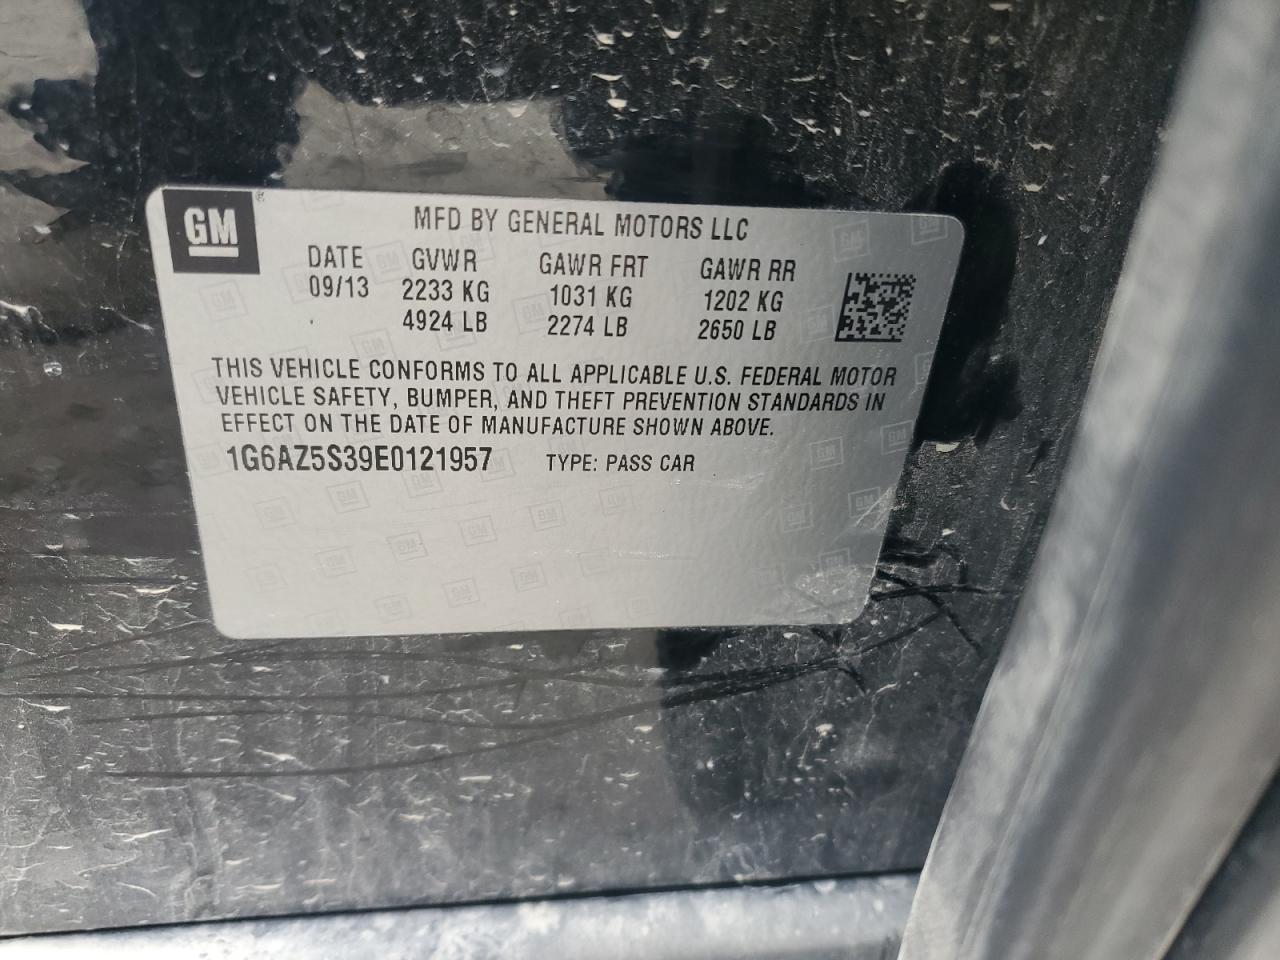 GM
MFD BY GENERAL MOTORS LLC
DATE GVWR GAWR FRT GAWR RR
09/13 2233 KG 1031 KG 1202 KG
4924 LB 2274 LB 2650 LB
THIS VEHICLE CONFORMS TO ALL APPLICABLE U.S. FEDERAL MOTOR
VEHICLE SAFETY, BUMPER, AND THEFT PREVENTION STANDARDS IN
EFFECT ON THE DATE OF MANUFACTURE SHOWN ABOVE.
1G6AZ5S39E0121957 TYPE: PASS CAR